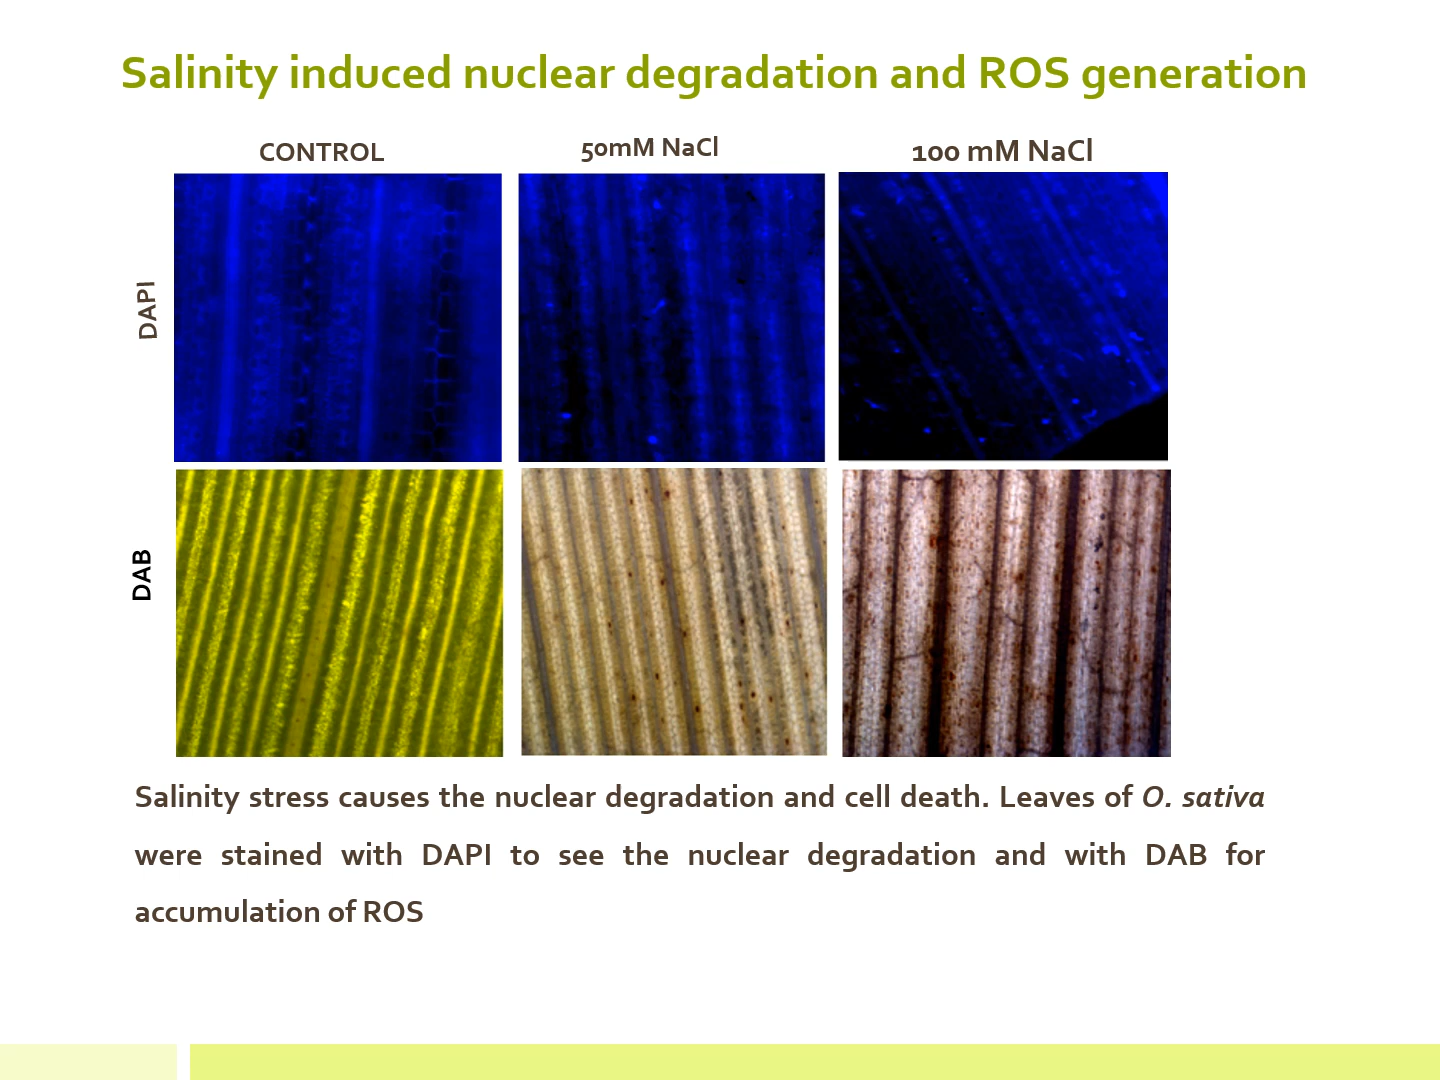 Salinity induced nuclear degradation and ROS generation
CONTROL
50mM NaCl
100 mM NaCl
DAPI
DAB
Salinity stress causes the nuclear degradation and cell death. Leaves of O. sativa
were stained with DAPI to see the nuclear degradation and with DAB for
accumulation of ROS